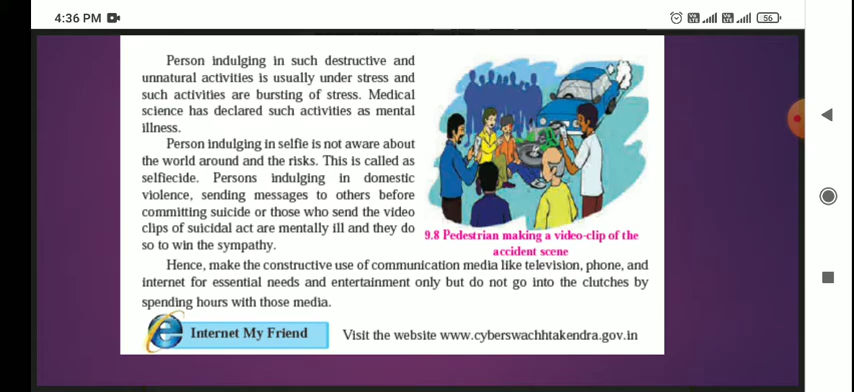 4:36 PM
56
Person indulging in such destructive and
unnatural activities is usually under stress and
such activities are bursting of stress. Medical
science has declared such activities as mental
illness.
Person indulging in selfie is not aware about
the world around and the risks. This is called as
selfiecide. Persons indulging in domestic
violence, sending messages to others before
committing suicide or those who send the video
clips of suicidal act are mentally ill and they do
so to win the sympathy.
9.8 Pedestrian making a video-clip of the
accident scene
Hence, make the constructive use of communication media like television, phone, and
internet for essential needs and entertainment only but do not go into the clutches by
spending hours with those media.
Internet My Friend
Visit the website www.cyberswachhtakendra.gov.in